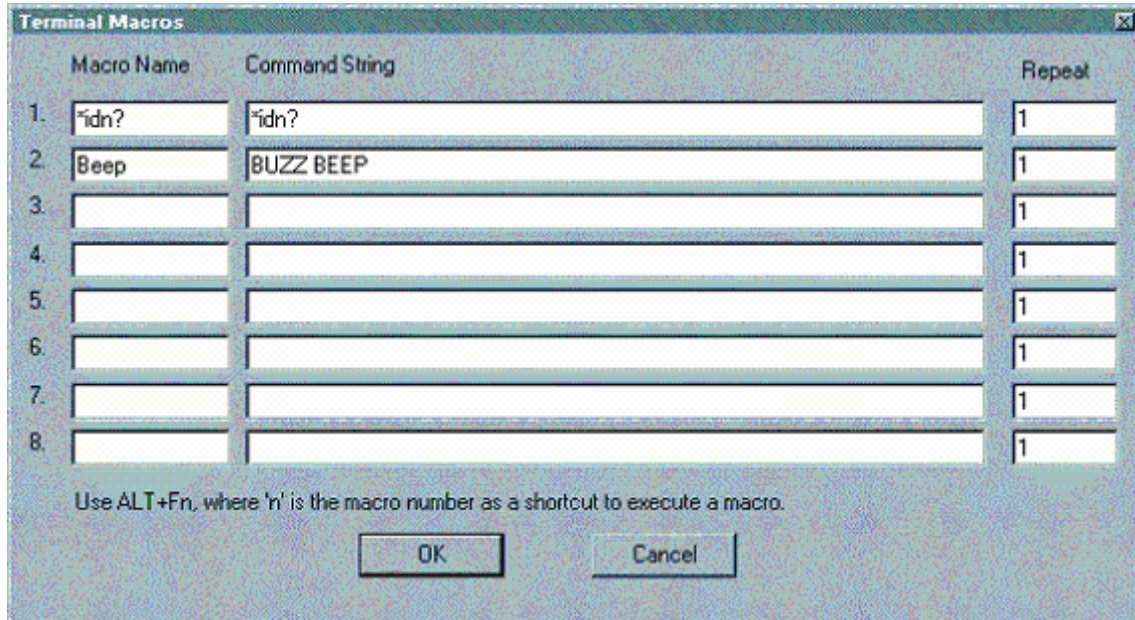 Terminal Macros
Macro Name Command String Repeat
1. *idn? *idn? 1
2. Beep BUZZ BEEP 1
3. 1
4. 1
5. 1
6. 1
7. 1
8. 1
Use ALT+Fn, where 'n' is the macro number as a shortcut to execute a macro.
OK Cancel